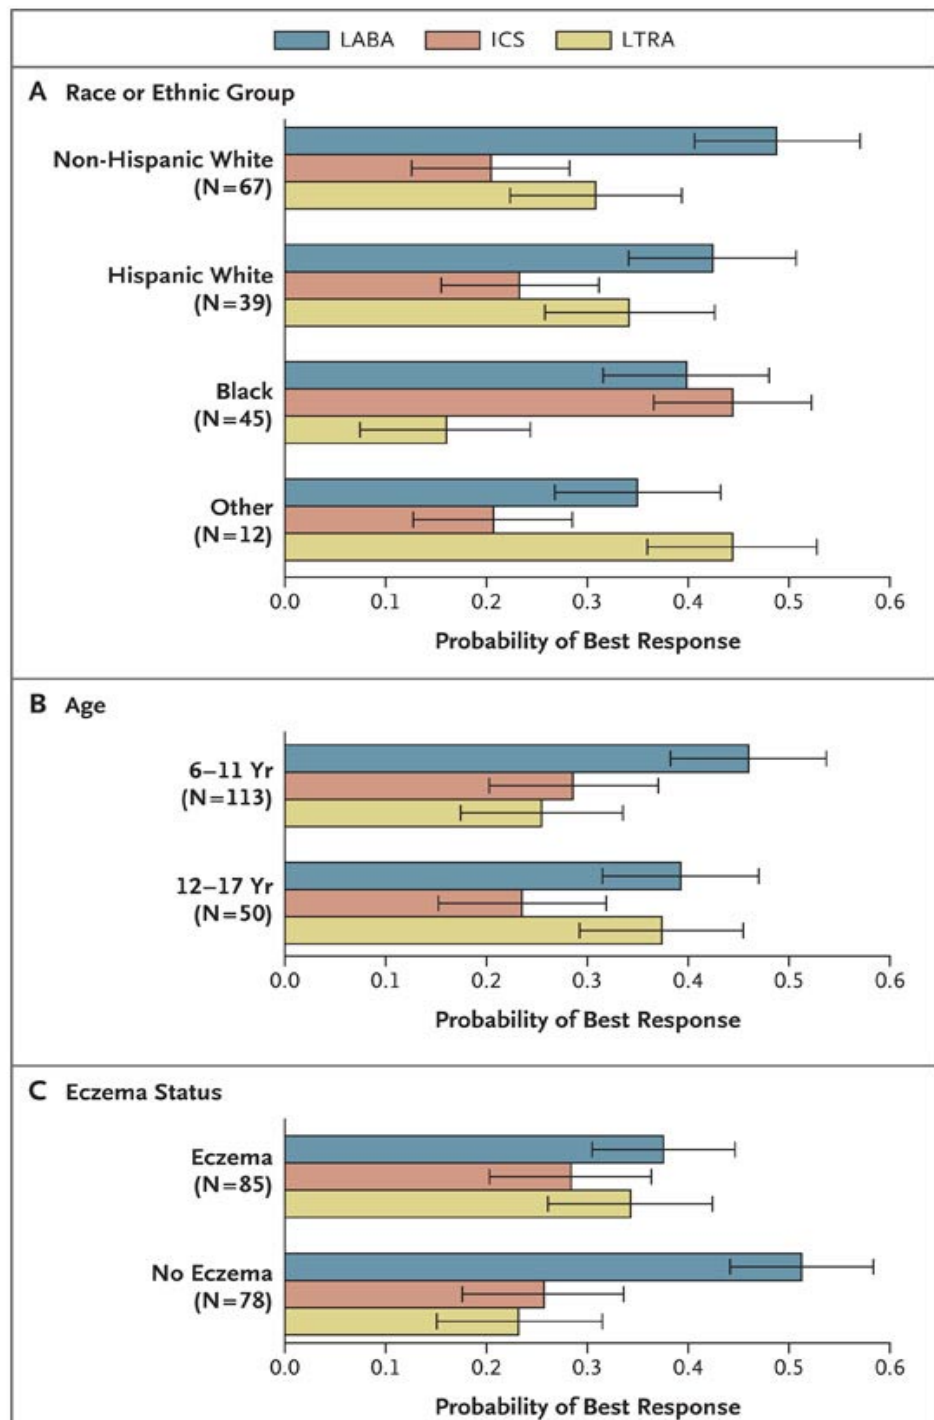 LABA ICS LTRA
A Race or Ethnic Group
Non-Hispanic White
(N=67)
Hispanic White
(N=39)
Black
(N=45)
Other
(N=12)
0.0 0.1 0.2 0.3 0.4 0.5 0.6
Probability of Best Response
B Age
6–11 Yr
(N=113)
12–17 Yr
(N=50)
0.0 0.1 0.2 0.3 0.4 0.5 0.6
Probability of Best Response
C Eczema Status
Eczema
(N=85)
No Eczema
(N=78)
0.0 0.1 0.2 0.3 0.4 0.5 0.6
Probability of Best Response